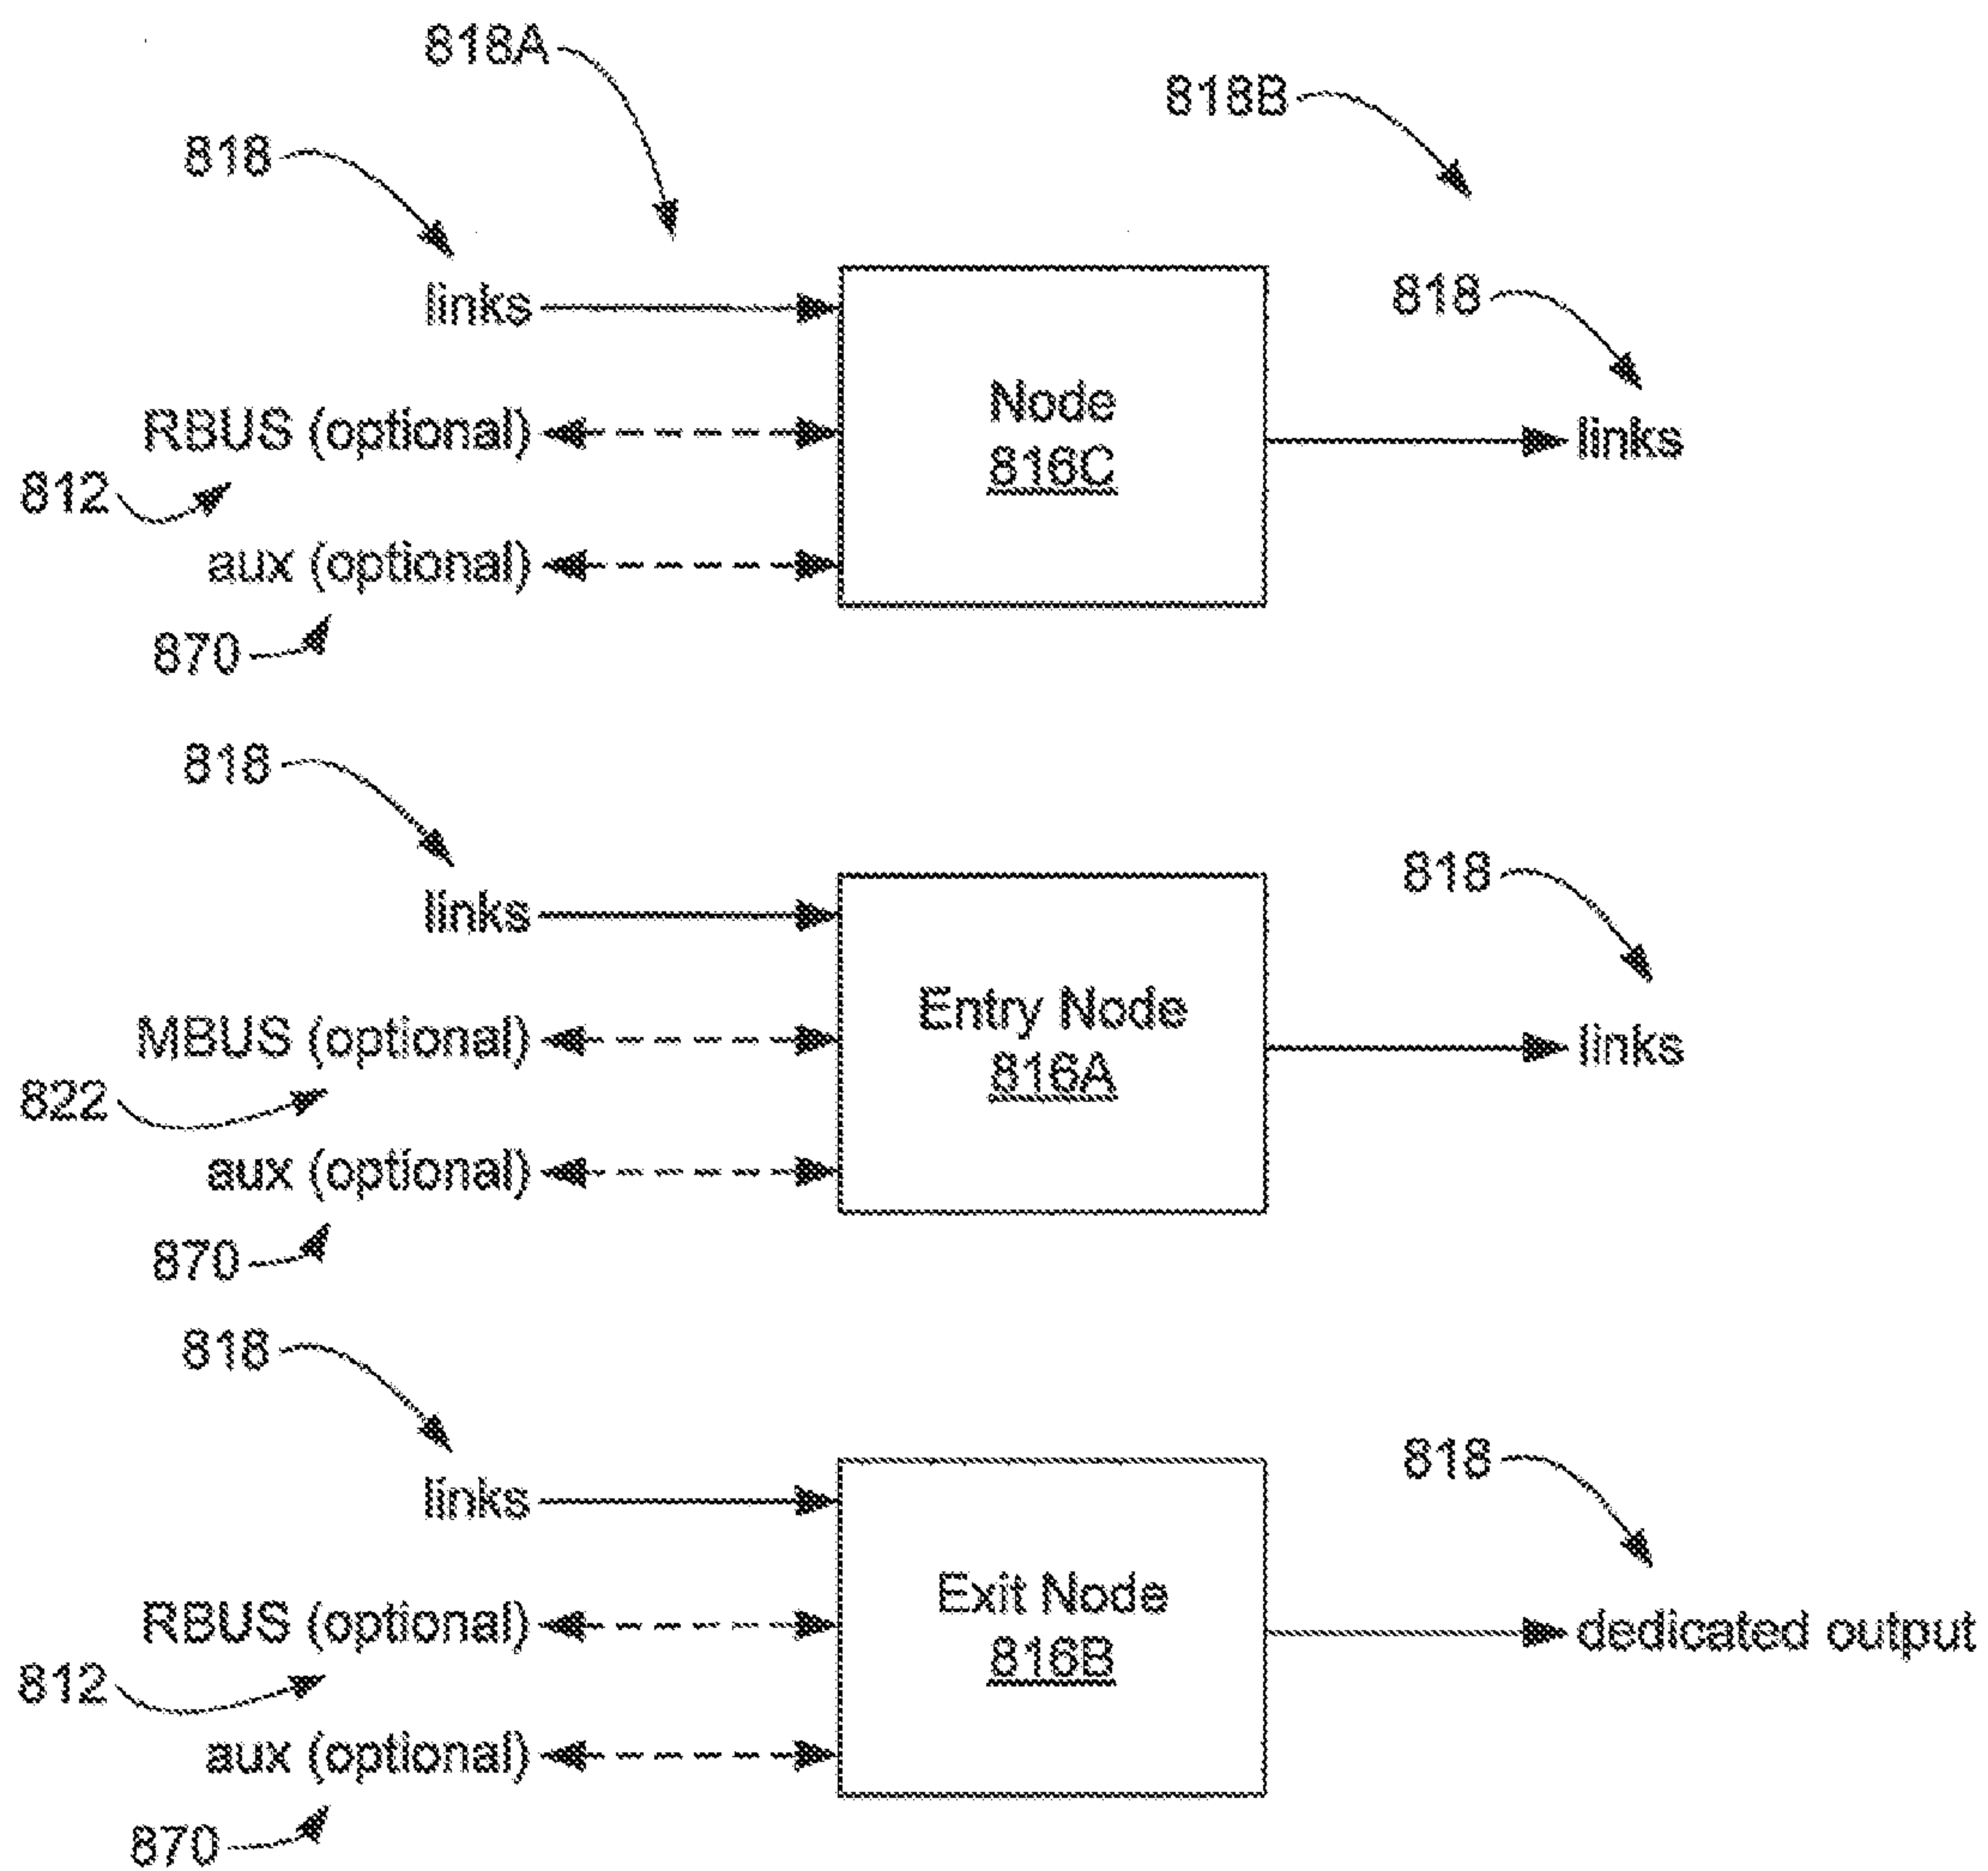 818A
818B
818
818
links
Node
816C
links
RBUS (optional)
812
aux (optional)
870
818
818
links
Entry Node
816A
links
MBUS (optional)
822
aux (optional)
870
818
818
links
Exit Node
816B
dedicated output
RBUS (optional)
812
aux (optional)
870